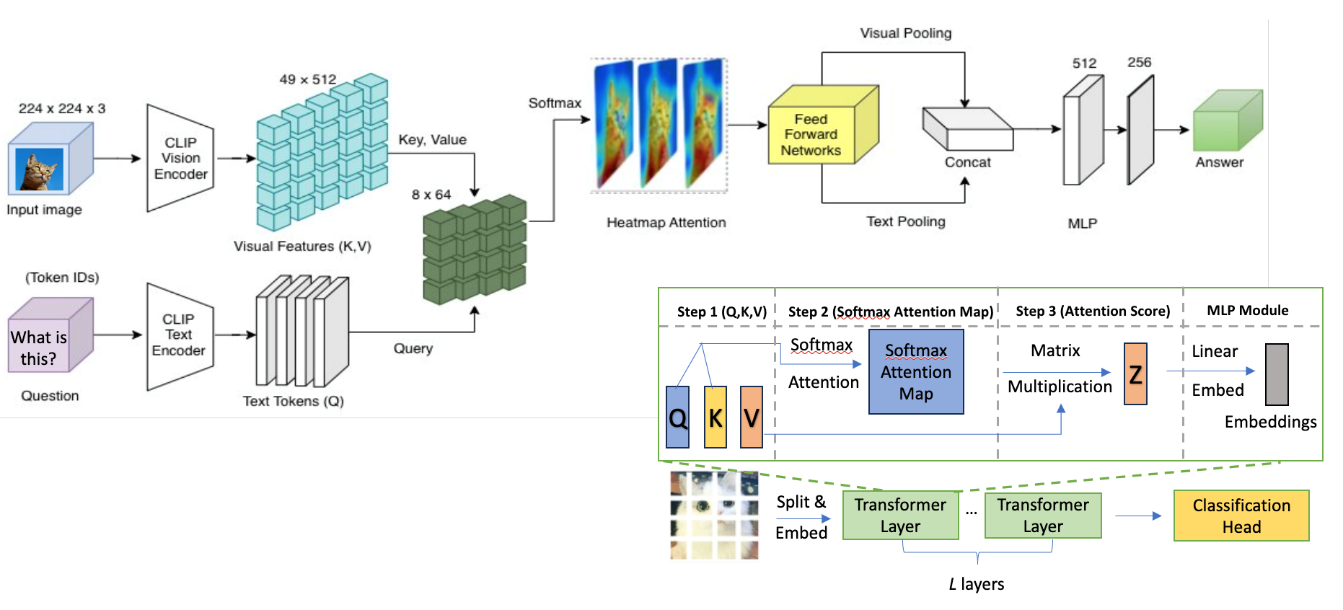 Visual Pooling
49 x 512
512
256
224 x 224 x 3
CLIP
Vision
Encoder
Softmax
Key, Value
Feed
Forward
Networks
Concat
Answer
Input image
8 x 64
Heatmap Attention
Text Pooling
MLP
Visual Features (K,V)
(Token IDs)
What is
this?
CLIP
Text
Encoder
Query
Question
Text Tokens (Q)
Step 1 (Q,K,V)
Step 2 (Softmax Attention Map)
Step 3 (Attention Score)
MLP Module
Q
K
V
Softmax
Attention
Softmax
Attention
Map
Matrix
Multiplication
Z
Linear
Embed
Embeddings
Split &
Embed
Transformer
Layer
...
Transformer
Layer
Classification
Head
L layers